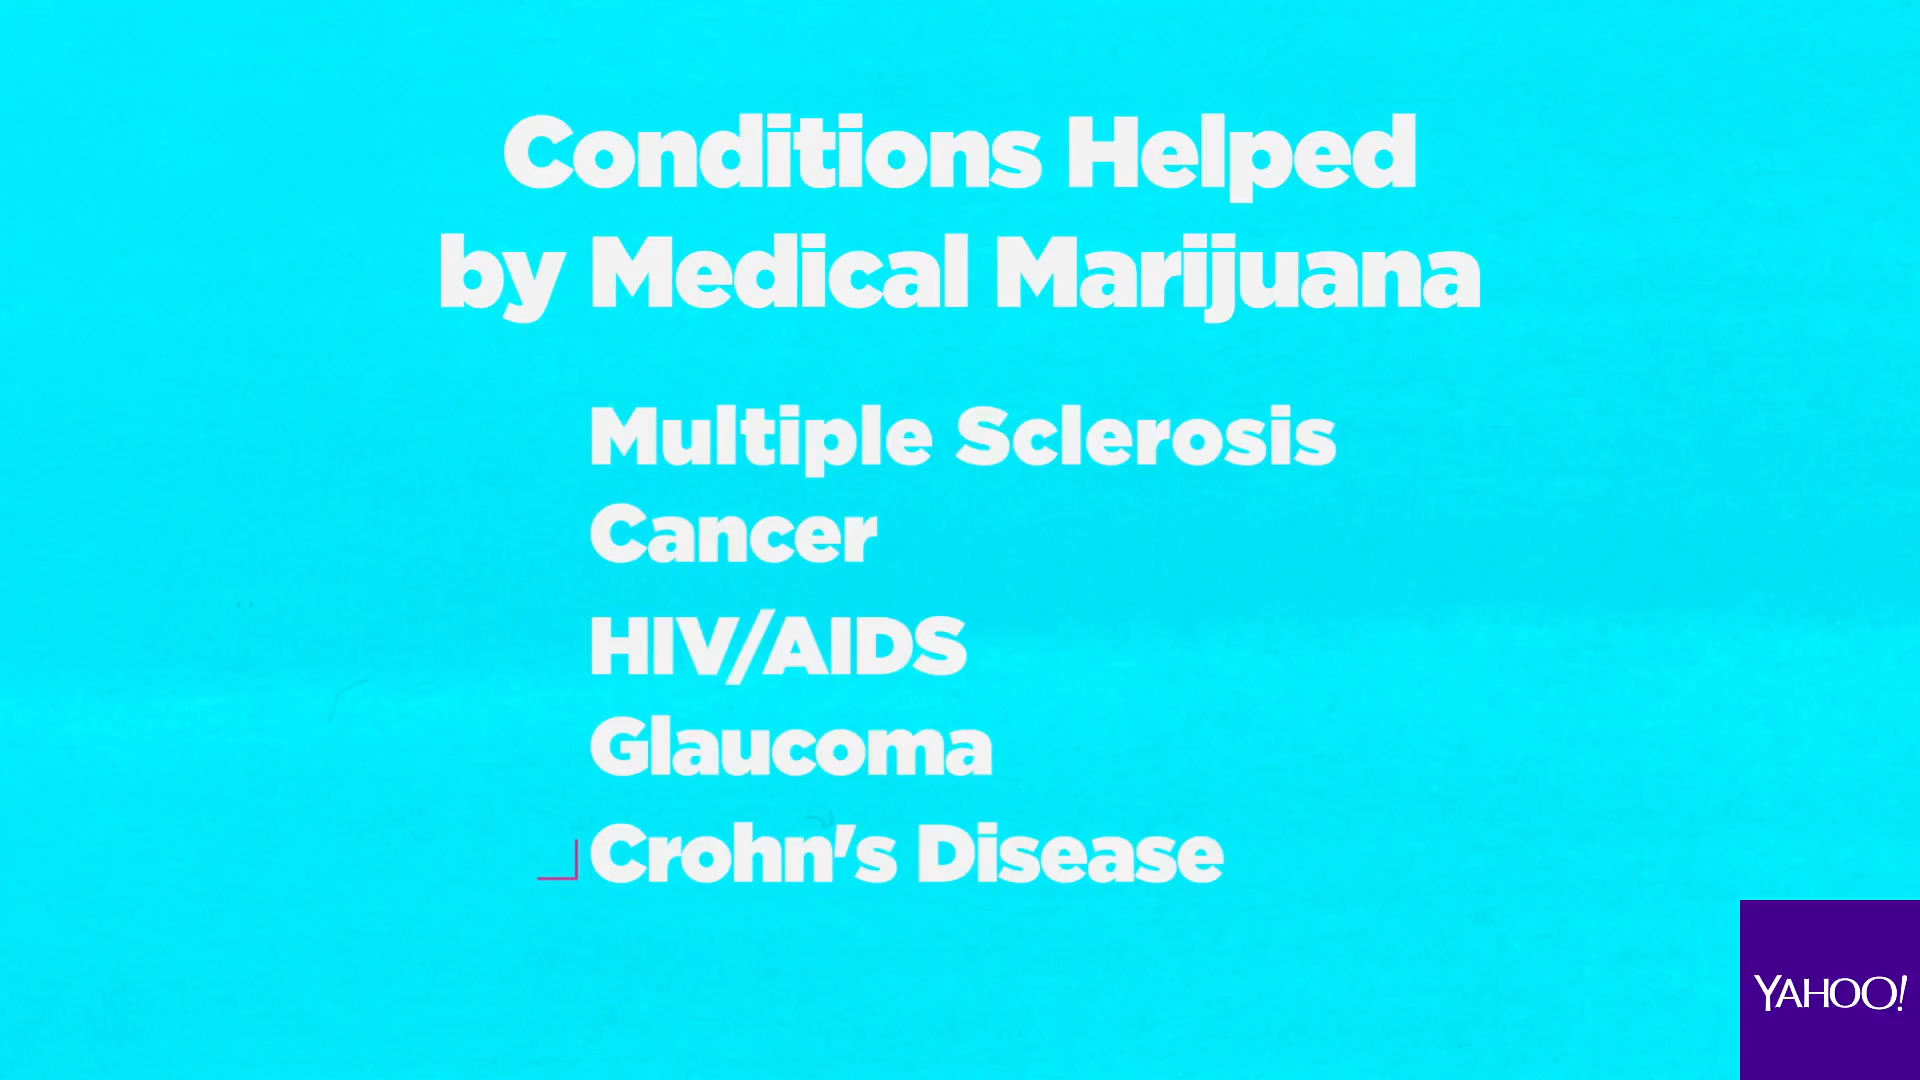 Conditions Helped
by Medical Marijuana
Multiple Sclerosis
Cancer
HIV/AIDS
Glaucoma
Crohn's Disease
YAHOO!